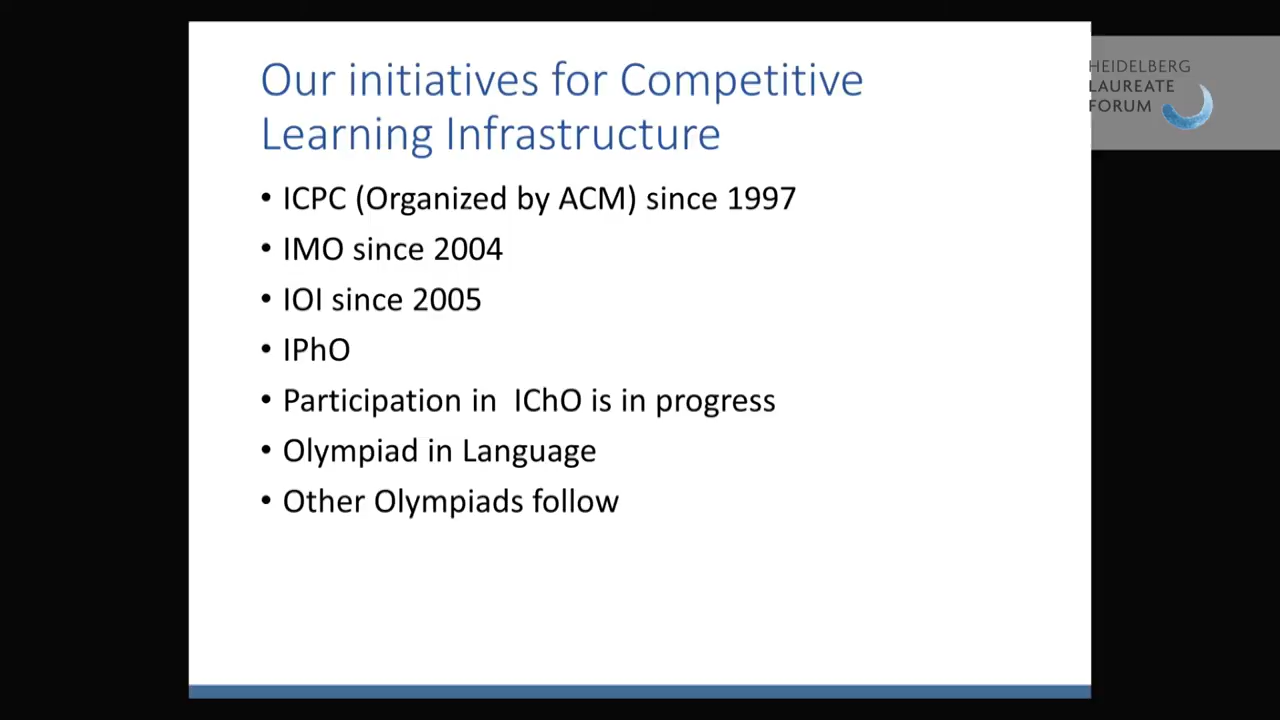 Our initiatives for Competitive
Learning Infrastructure
• ICPC (Organized by ACM) since 1997
• IMO since 2004
• IOI since 2005
• IPhO
• Participation in  IChO is in progress
• Olympiad in Language
• Other Olympiads follow
HEIDELBERG
LAUREATE
FORUM